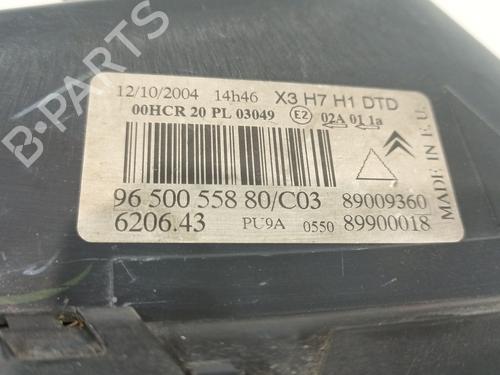 12/10/2004 14h46 X3 H7 H1 DTD
00HCR 20 PL 03049 E2 02A 01 1a
96 500 558 80/C03 89009360
6206.43 PU9A 0550 89900018
MADE IN E.U.
B-PARTS